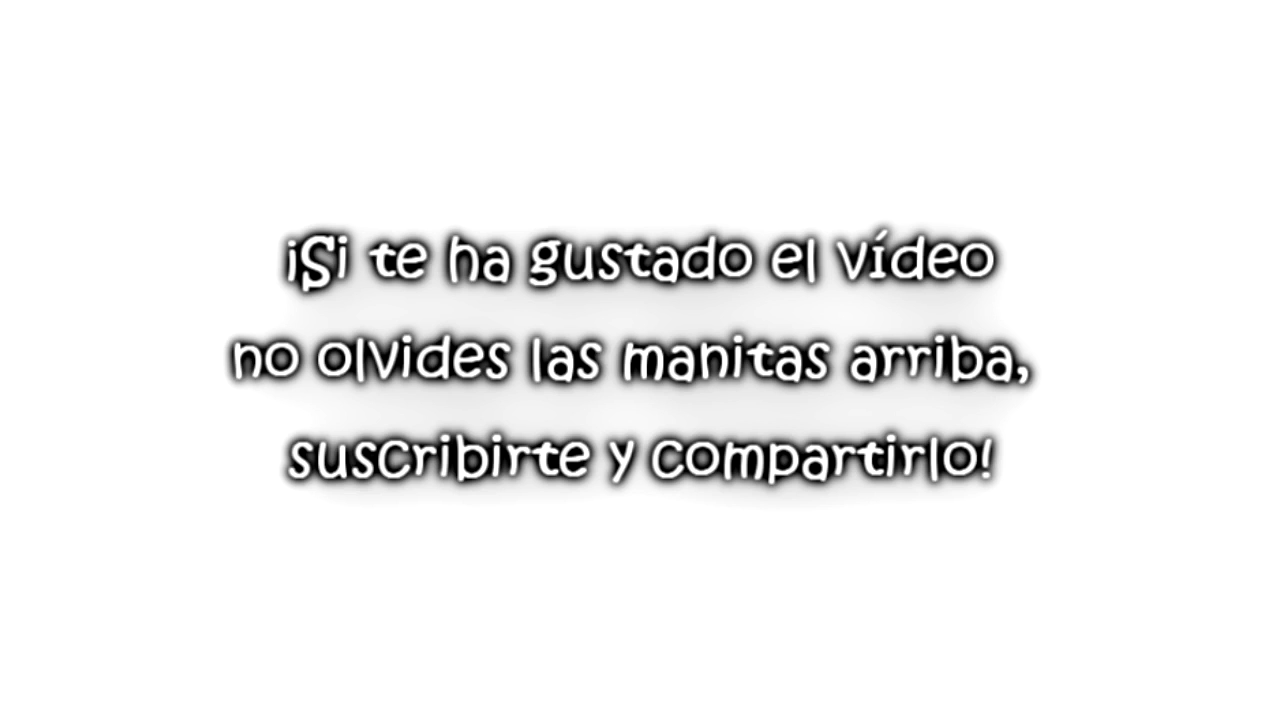 ¡Si te ha gustado el vídeo
no olvides las manitas arriba,
suscribirte y compartirlo!